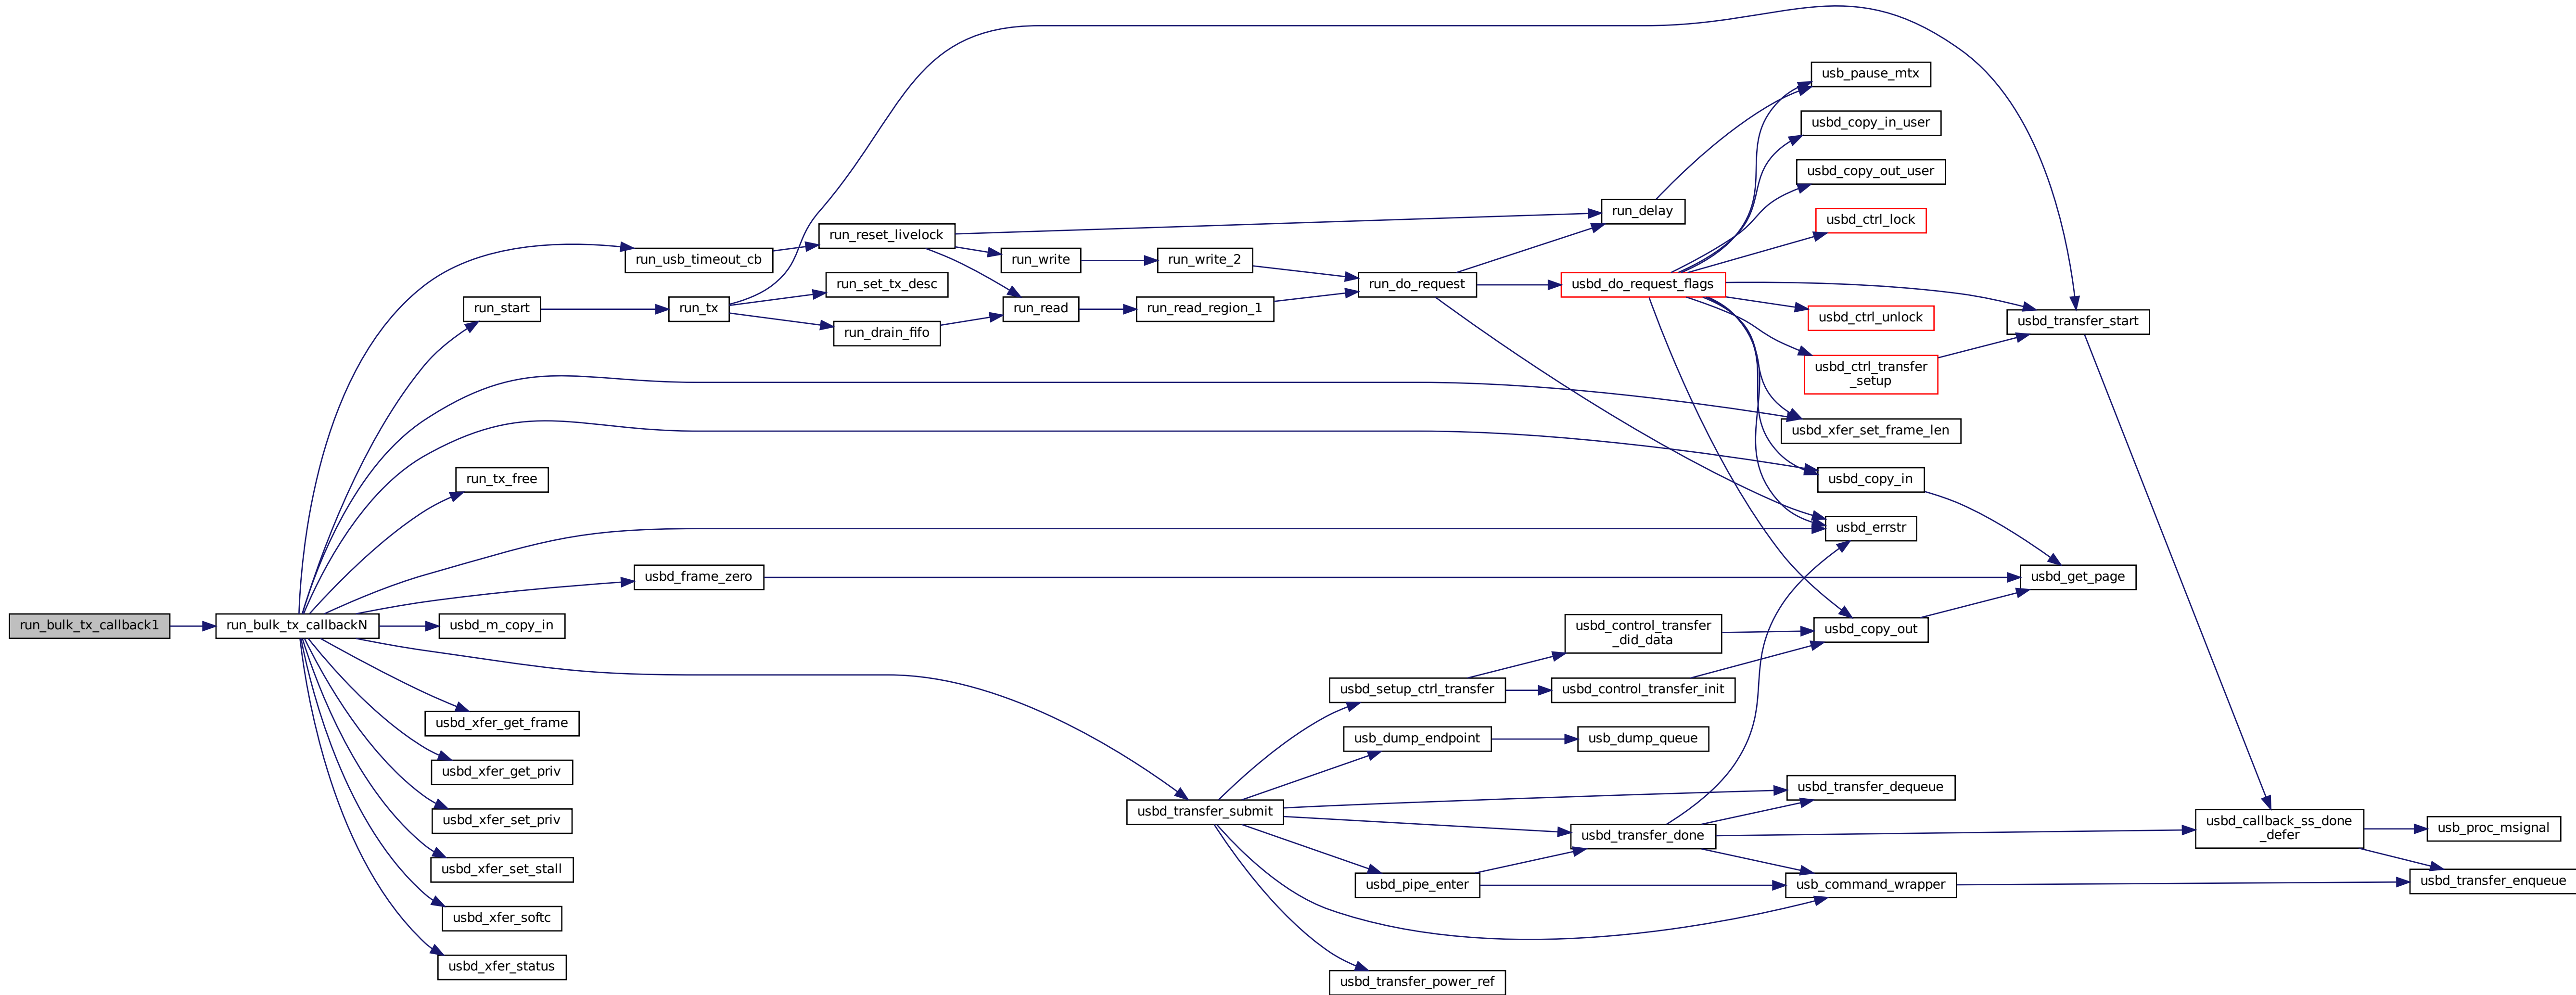 usb_pause_mtx
usbd_copy_in_user
usbd_copy_out_user
run_delay
usbd_ctrl_lock
run_reset_livelock
run_usb_timeout_cb
run_write
run_write_2
run_set_tx_desc
run_do_request
usbd_do_request_flags
run_start
run_tx
run_read
run_read_region_1
usbd_ctrl_unlock
usbd_transfer_start
run_drain_fifo
usbd_ctrl_transfer
_setup
usbd_xfer_set_frame_len
run_tx_free
usbd_copy_in
usbd_errstr
usbd_frame_zero
usbd_get_page
run_bulk_tx_callback1
run_bulk_tx_callbackN
usbd_m_copy_in
usbd_control_transfer
_did_data
usbd_copy_out
usbd_setup_ctrl_transfer
usbd_control_transfer_init
usbd_xfer_get_frame
usb_dump_endpoint
usb_dump_queue
usbd_xfer_get_priv
usbd_transfer_dequeue
usbd_transfer_submit
usbd_xfer_set_priv
usbd_transfer_done
usbd_callback_ss_done
_defer
usb_proc_msignal
usbd_xfer_set_stall
usbd_pipe_enter
usb_command_wrapper
usbd_transfer_enqueue
usbd_xfer_softc
usbd_xfer_status
usbd_transfer_power_ref